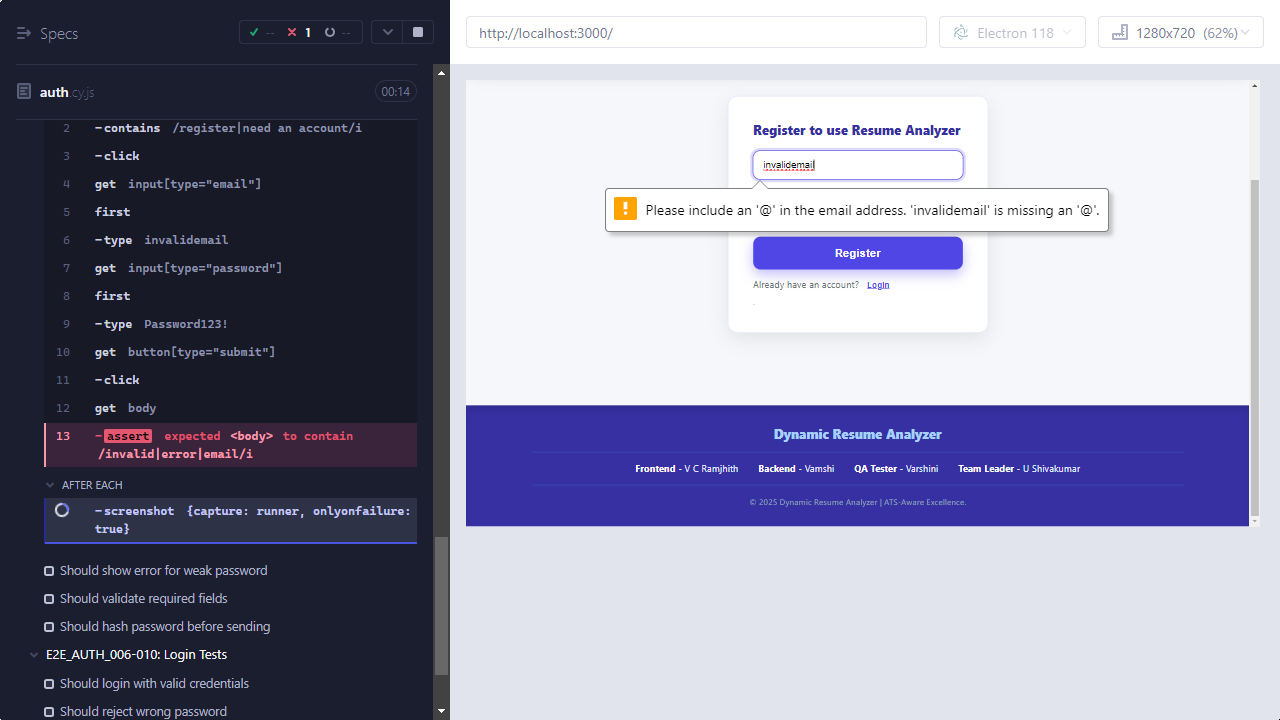 Specs
-- 1 --
auth.cy.js 00:14
2 -contains /register|need an account/i
3 -click
4 get input[type="email"]
5 first
6 -type invalidemail
7 get input[type="password"]
8 first
9 -type Password123!
10 get button[type="submit"]
11 -click
12 get body
13 -assert expected <body> to contain
/invalid|error|email/i
AFTER EACH
-screenshot {capture: runner, onlyonfailure:
true}
Should show error for weak password
Should validate required fields
Should hash password before sending
E2E_AUTH_006-010: Login Tests
Should login with valid credentials
Should reject wrong password
http://localhost:3000/
Electron 118
1280x720 (62%)
Register to use Resume Analyzer
invalidemail
Please include an '@' in the email address. 'invalidemail' is missing an '@'.
Register
Already have an account? Login
Dynamic Resume Analyzer
Frontend - V C Ramjhith Backend - Vamshi QA Tester - Varshini Team Leader - U Shivakumar
© 2025 Dynamic Resume Analyzer | ATS-Aware Excellence.